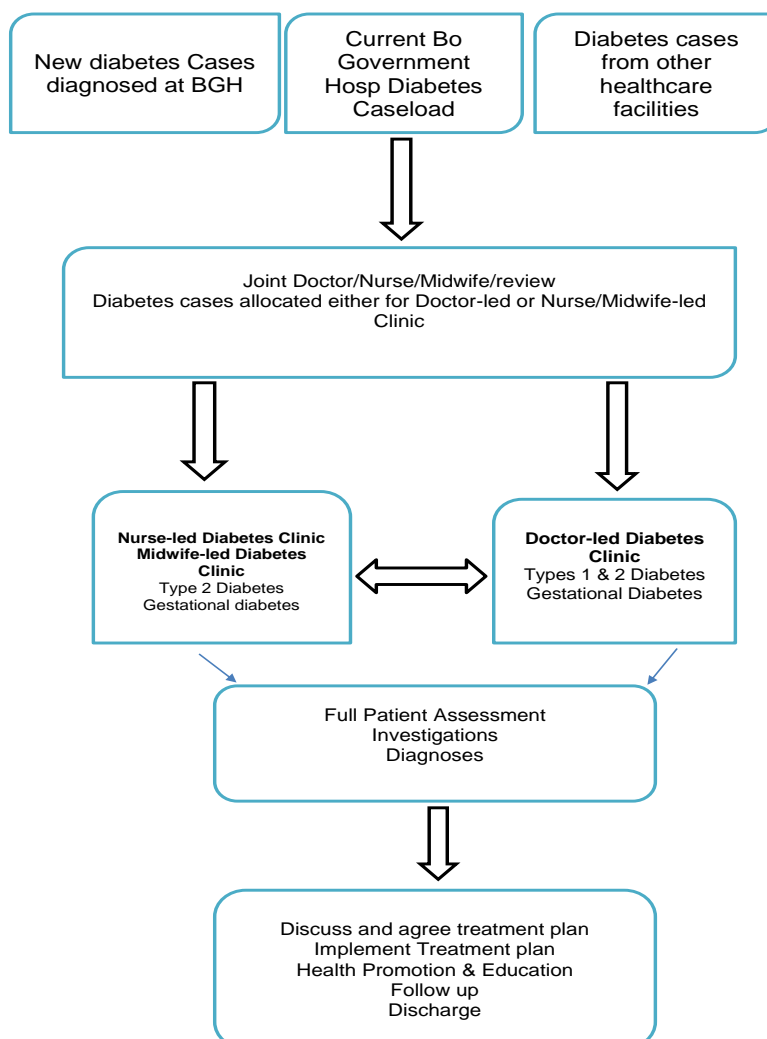 New diabetes Cases
diagnosed at BGH
Current Bo
Government
Hosp Diabetes
Caseload
Diabetes cases
from other
healthcare
facilities
Joint Doctor/Nurse/Midwife/review
Diabetes cases allocated either for Doctor-led or Nurse/Midwife-led
Clinic
Nurse-led Diabetes Clinic
Midwife-led Diabetes
Clinic
Type 2 Diabetes
Gestational diabetes
Doctor-led Diabetes
Clinic
Types 1 & 2 Diabetes
Gestational Diabetes
Full Patient Assessment
Investigations
Diagnoses
Discuss and agree treatment plan
Implement Treatment plan
Health Promotion & Education
Follow up
Discharge